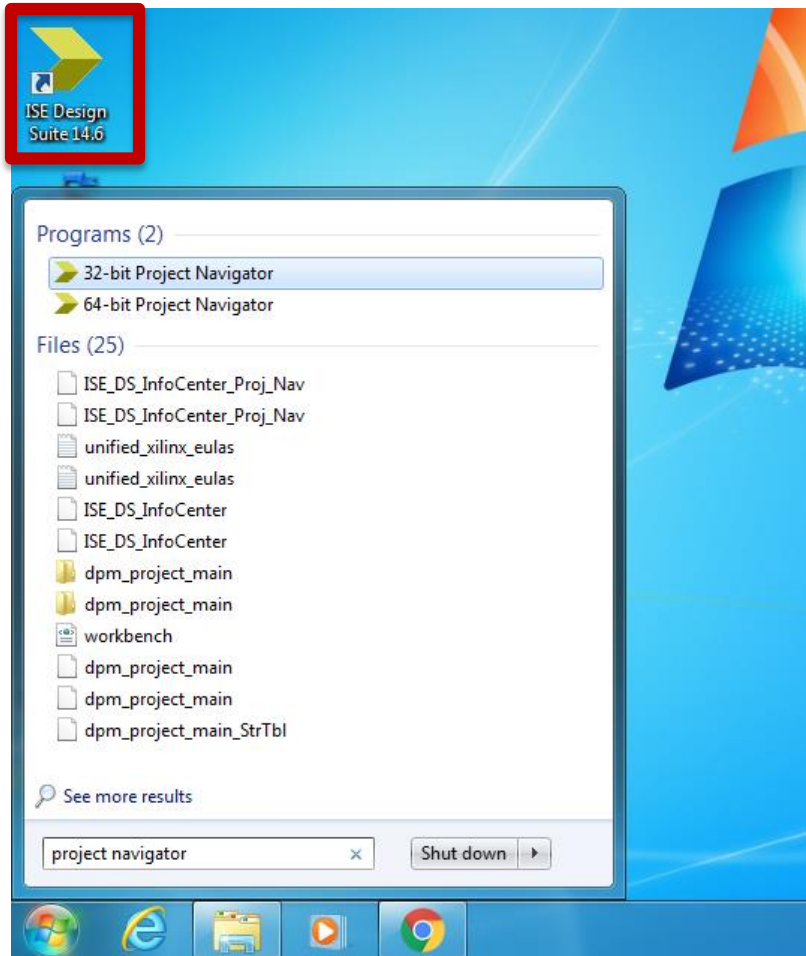 ISE Design
Suite 14.6
Programs (2)
32-bit Project Navigator
64-bit Project Navigator
Files (25)
ISE_DS_InfoCenter_Proj_Nav
ISE_DS_InfoCenter_Proj_Nav
unified_xilinx_eulas
unified_xilinx_eulas
ISE_DS_InfoCenter
ISE_DS_InfoCenter
dpm_project_main
dpm_project_main
workbench
dpm_project_main
dpm_project_main
dpm_project_main_StrTbl
See more results
project navigator
Shut down